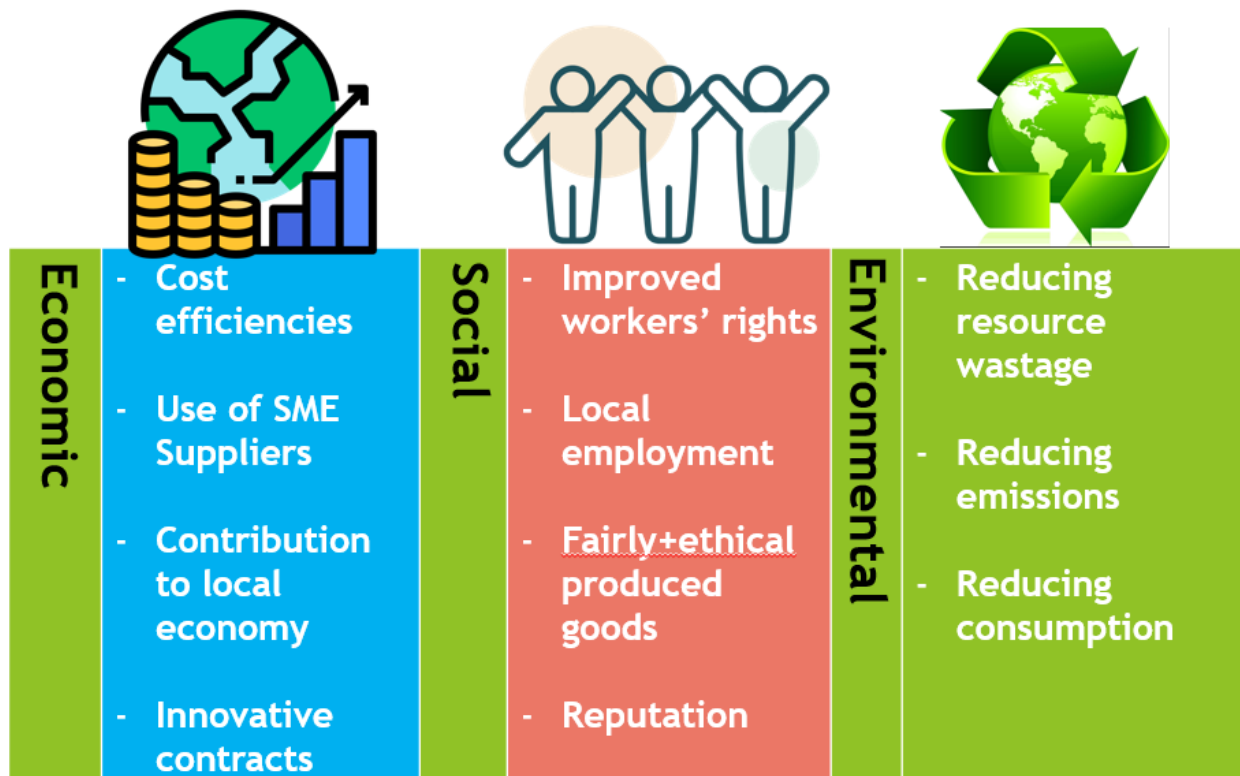 Economic
- Cost
efficiencies
- Use of SME
Suppliers
- Contribution
to local
economy
- Innovative
contracts
Social
- Improved
workers’ rights
- Local
employment
- Fairly+ethical
produced
goods
- Reputation
Environmental
- Reducing
resource
wastage
- Reducing
emissions
- Reducing
consumption